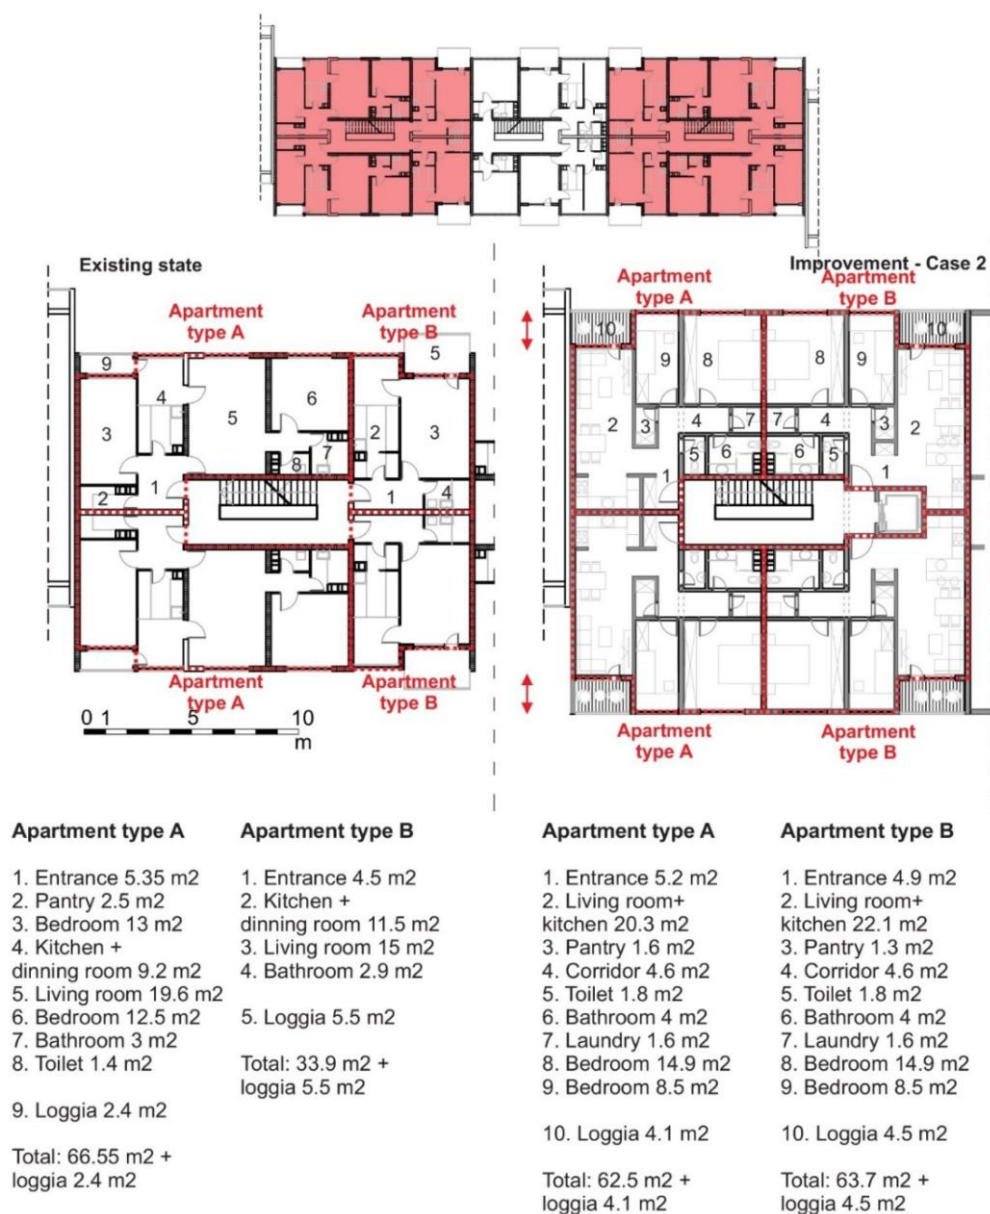 Existing state
Improvement - Case 2
Apartment
type A
Apartment
type B
5
9
4
3
5
6
2
3
8
7
1
2
1
4
Apartment
type A
Apartment
type B
0 1 5 10
m
Apartment
type A
Apartment
type B
10
10
9
8
8
9
2
3
4
7
7
4
3
2
5
6
6
5
1
1
Apartment
type A
Apartment
type B
Apartment type A
1. Entrance 5.35 m2
2. Pantry 2.5 m2
3. Bedroom 13 m2
4. Kitchen +
dinning room 9.2 m2
5. Living room 19.6 m2
6. Bedroom 12.5 m2
7. Bathroom 3 m2
8. Toilet 1.4 m2
9. Loggia 2.4 m2
Total: 66.55 m2 +
loggia 2.4 m2
Apartment type B
1. Entrance 4.5 m2
2. Kitchen +
dinning room 11.5 m2
3. Living room 15 m2
4. Bathroom 2.9 m2
5. Loggia 5.5 m2
Total: 33.9 m2 +
loggia 5.5 m2
Apartment type A
1. Entrance 5.2 m2
2. Living room+
kitchen 20.3 m2
3. Pantry 1.6 m2
4. Corridor 4.6 m2
5. Toilet 1.8 m2
6. Bathroom 4 m2
7. Laundry 1.6 m2
8. Bedroom 14.9 m2
9. Bedroom 8.5 m2
10. Loggia 4.1 m2
Total: 62.5 m2 +
loggia 4.1 m2
Apartment type B
1. Entrance 4.9 m2
2. Living room+
kitchen 22.1 m2
3. Pantry 1.3 m2
4. Corridor 4.6 m2
5. Toilet 1.8 m2
6. Bathroom 4 m2
7. Laundry 1.6 m2
8. Bedroom 14.9 m2
9. Bedroom 8.5 m2
10. Loggia 4.5 m2
Total: 63.7 m2 +
loggia 4.5 m2